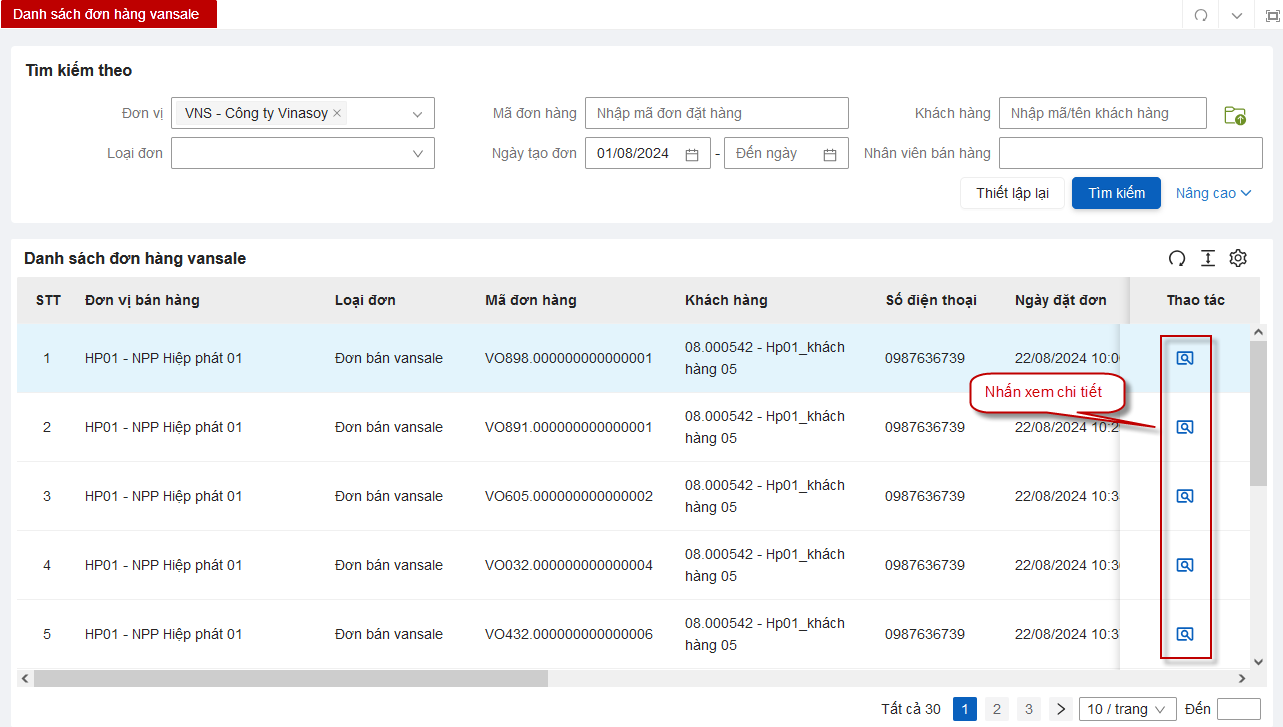 Danh sách đơn hàng vansale
Tìm kiếm theo
Đơn vị VNS - Công ty Vinasoy × Mã đơn hàng Nhập mã đơn đặt hàng Khách hàng Nhập mã/tên khách hàng
Loại đơn Ngày tạo đơn 01/08/2024 - Đến ngày Nhân viên bán hàng
Thiết lập lại Tìm kiếm Nâng cao
Danh sách đơn hàng vansale
STT Đơn vị bán hàng Loại đơn Mã đơn hàng Khách hàng Số điện thoại Ngày đặt đơn Thao tác
1 HP01 - NPP Hiệp phát 01 Đơn bán vansale VO898.000000000000001 08.000542 - Hp01_khách 0987636739 22/08/2024 10:0
hàng 05
Nhấn xem chi tiết
2 HP01 - NPP Hiệp phát 01 Đơn bán vansale VO891.000000000000001 08.000542 - Hp01_khách 0987636739 22/08/2024 10:2
hàng 05
3 HP01 - NPP Hiệp phát 01 Đơn bán vansale VO605.000000000000002 08.000542 - Hp01_khách 0987636739 22/08/2024 10:3
hàng 05
4 HP01 - NPP Hiệp phát 01 Đơn bán vansale VO032.000000000000004 08.000542 - Hp01_khách 0987636739 22/08/2024 10:3
hàng 05
5 HP01 - NPP Hiệp phát 01 Đơn bán vansale VO432.000000000000006 08.000542 - Hp01_khách 0987636739 22/08/2024 10:3
hàng 05
Tất cả 30 1 2 3 10 / trang Đến